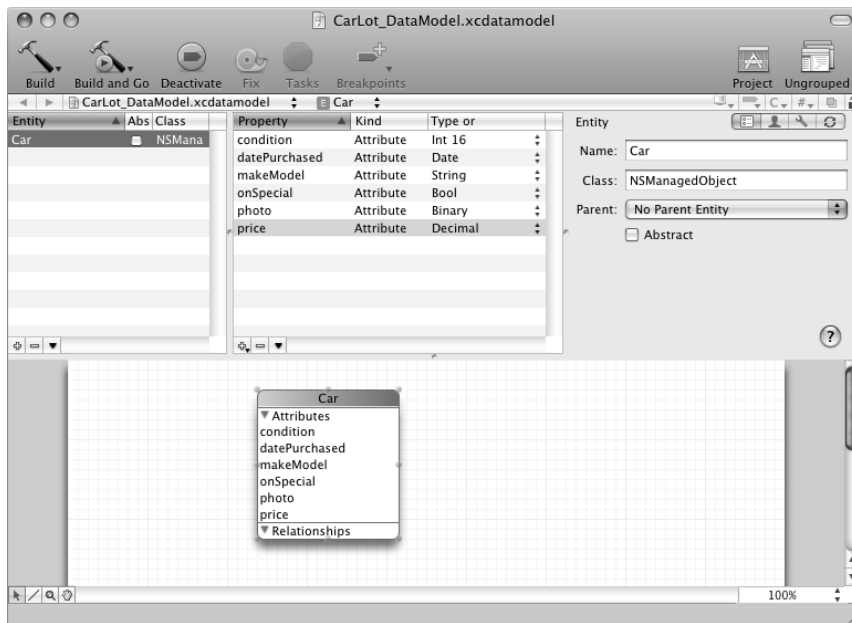 CarLot_DataModel.xcdatamodel
Build Build and Go Deactivate Fix Tasks Breakpoints Project Ungrouped
CarLot_DataModel.xcdatamodel E Car C #
Entity Abs Class
Car NSMana
Property Kind Type or
condition Attribute Int 16
datePurchased Attribute Date
makeModel Attribute String
onSpecial Attribute Bool
photo Attribute Binary
price Attribute Decimal
Entity
Name: Car
Class: NSManagedObject
Parent: No Parent Entity
Abstract
?
Car
Attributes
condition
datePurchased
makeModel
onSpecial
photo
price
Relationships
100%